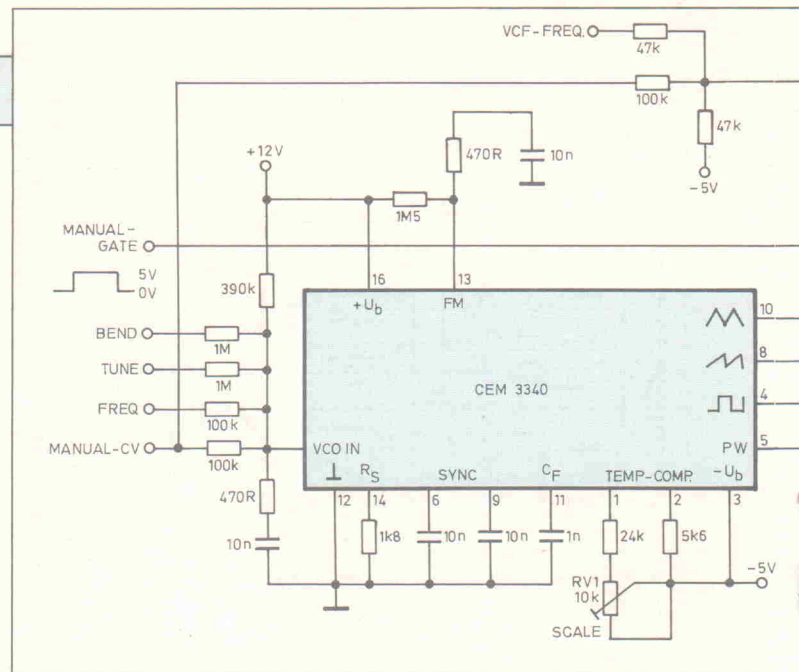 VCF-FREQ.
47k
100k
47k
-5V
+12V
470R
10n
1M5
MANUAL-
GATE
5V
0V
390k
16
13
+Ub
FM
10
BEND
1M
TUNE
1M
8
CEM 3340
FREQ
100k
4
MANUAL-CV
100k
VCO IN
PW
5
RS
SYNC
CF
TEMP-COMP.
-Ub
470R
12
14
6
9
11
1
2
3
10n
1k8
10n
10n
1n
24k
5k6
RV1
10k
-5V
SCALE